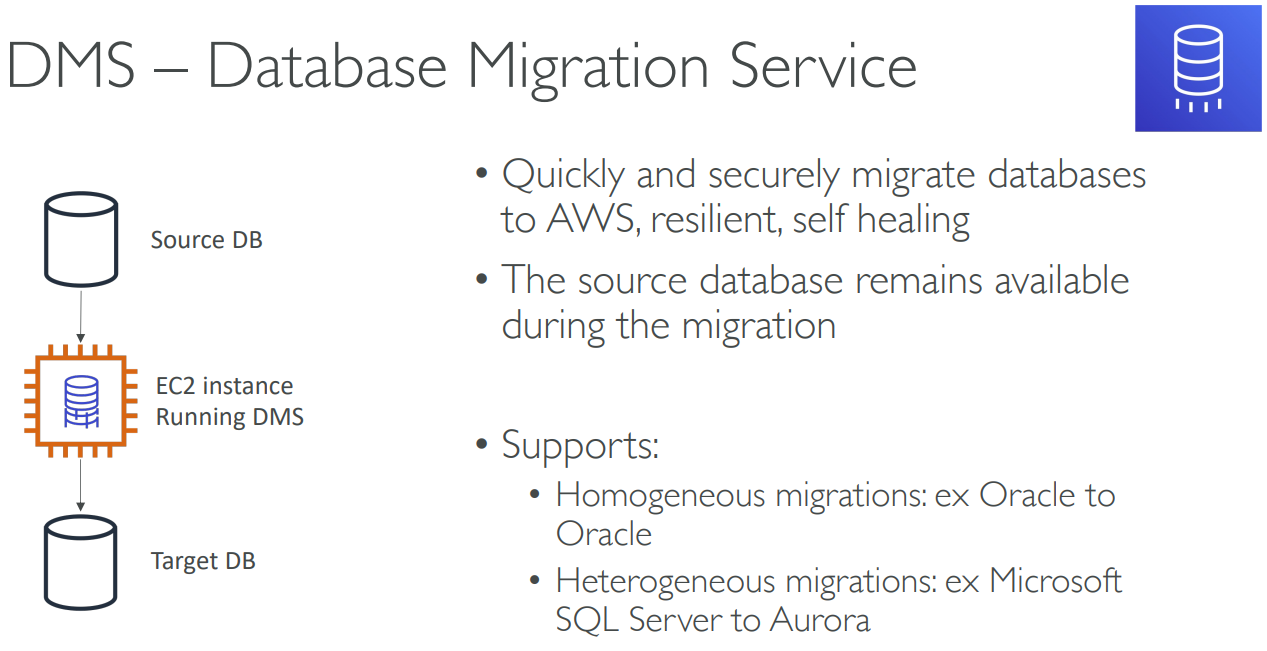 DMS – Database Migration Service
Source DB
EC2 instance
Running DMS
Target DB
• Quickly and securely migrate databases
to AWS, resilient, self healing
• The source database remains available
during the migration
• Supports:
• Homogeneous migrations: ex Oracle to
Oracle
• Heterogeneous migrations: ex Microsoft
SQL Server to Aurora